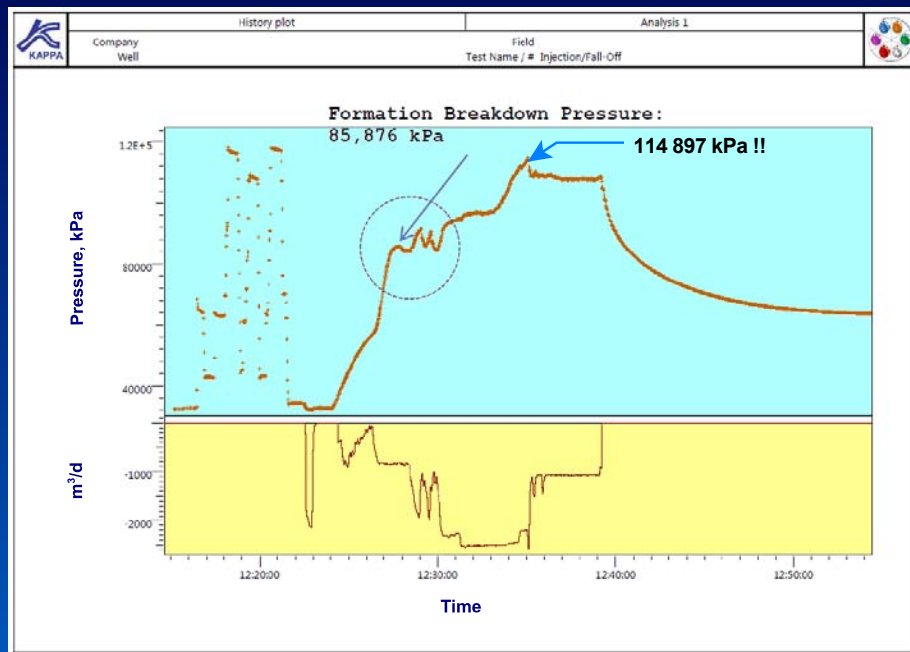 History plot
Analysis 1
KAPPA
Company
Well
Field
Test Name / # Injection/Fall-Off
Formation Breakdown Pressure:
85,876 kPa
114 897 kPa !!
1.2E+5
80000
40000
Pressure, kPa
-1000
-2000
m³/d
12:20:00
12:30:00
12:40:00
12:50:00
Time